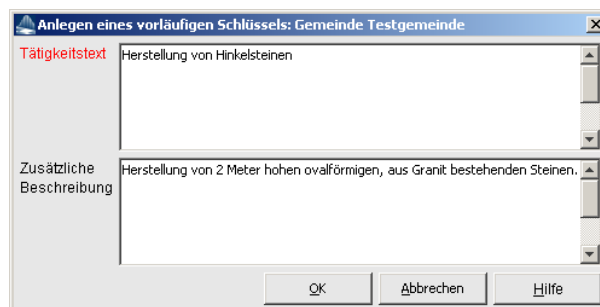 Anlegen eines vorläufigen Schlüssels: Gemeinde Testgemeinde
Tätigkeitstext
Herstellung von Hinkelsteinen
Zusätzliche
Beschreibung
Herstellung von 2 Meter hohen ovalförmigen, aus Granit bestehenden Steinen.
OK
Abbrechen
Hilfe